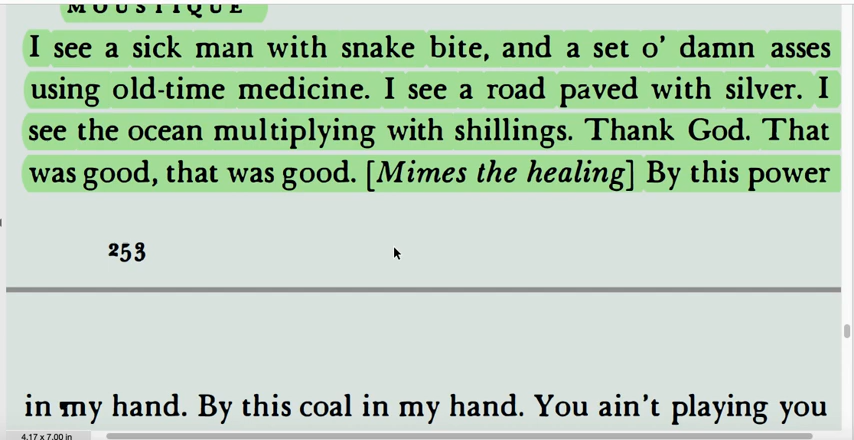 MOUSTIQUE
I see a sick man with snake bite, and a set o’ damn asses
using old-time medicine. I see a road paved with silver. I
see the ocean multiplying with shillings. Thank God. That
was good, that was good. [Mimes the healing] By this power
253
in my hand. By this coal in my hand. You ain’t playing you
4.17 x 7.00 in